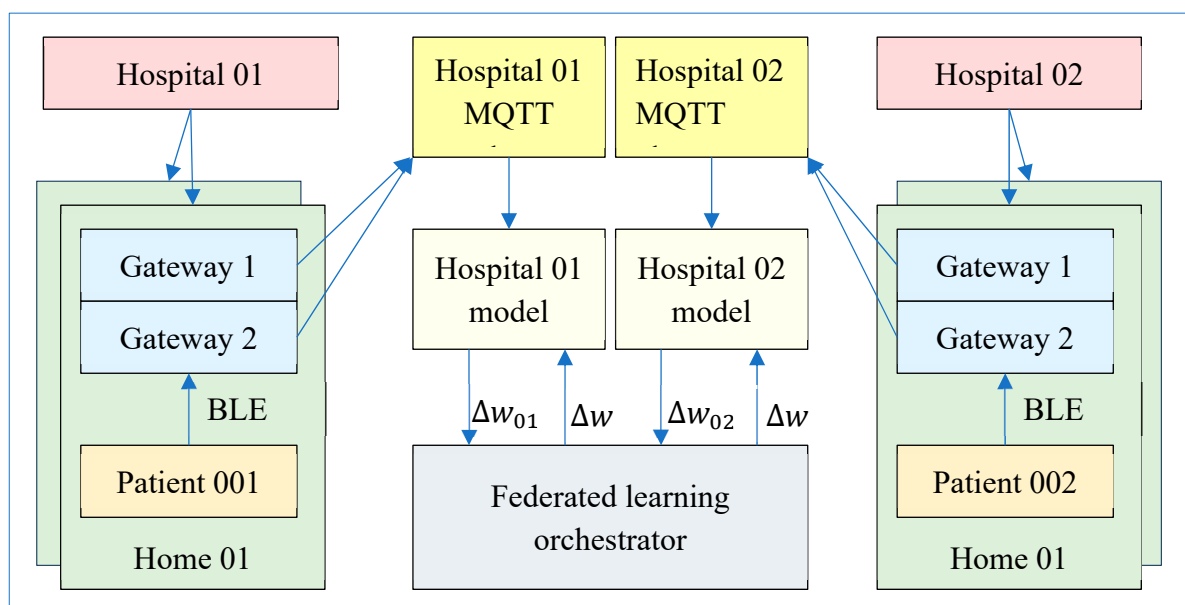 Hospital 01
Hospital 01
MQTT
Hospital 02
MQTT
Hospital 02
Gateway 1
Gateway 2
BLE
Patient 001
Home 01
Hospital 01
model
Hospital 02
model
Δw₀₁
Δw
Δw₀₂
Δw
Federated learning
orchestrator
Gateway 1
Gateway 2
BLE
Patient 002
Home 01